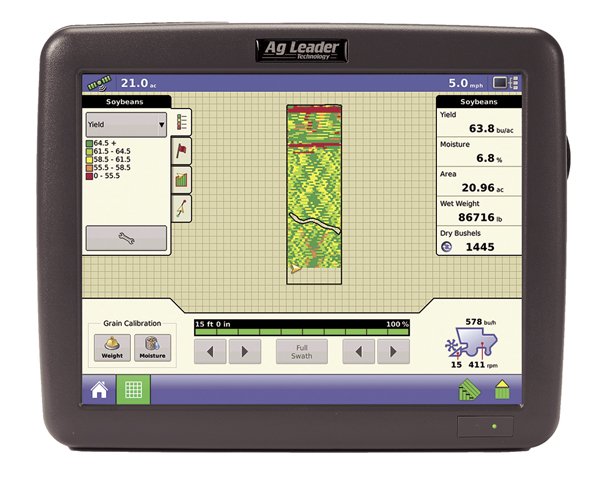 Ag Leader
Technology
21.0 ac
5.0 mph
Soybeans
Yield
64.5 +
61.5 - 64.5
58.5 - 61.5
55.5 - 58.5
0 - 55.5
Soybeans
Yield
63.8 bu/ac
Moisture
6.8 %
Area
20.96 ac
Wet Weight
86716 lb
Dry Bushels
1445
Grain Calibration
Weight
Moisture
15 ft 0 in
100 %
Full
Swath
578 bu/h
15
411 rpm